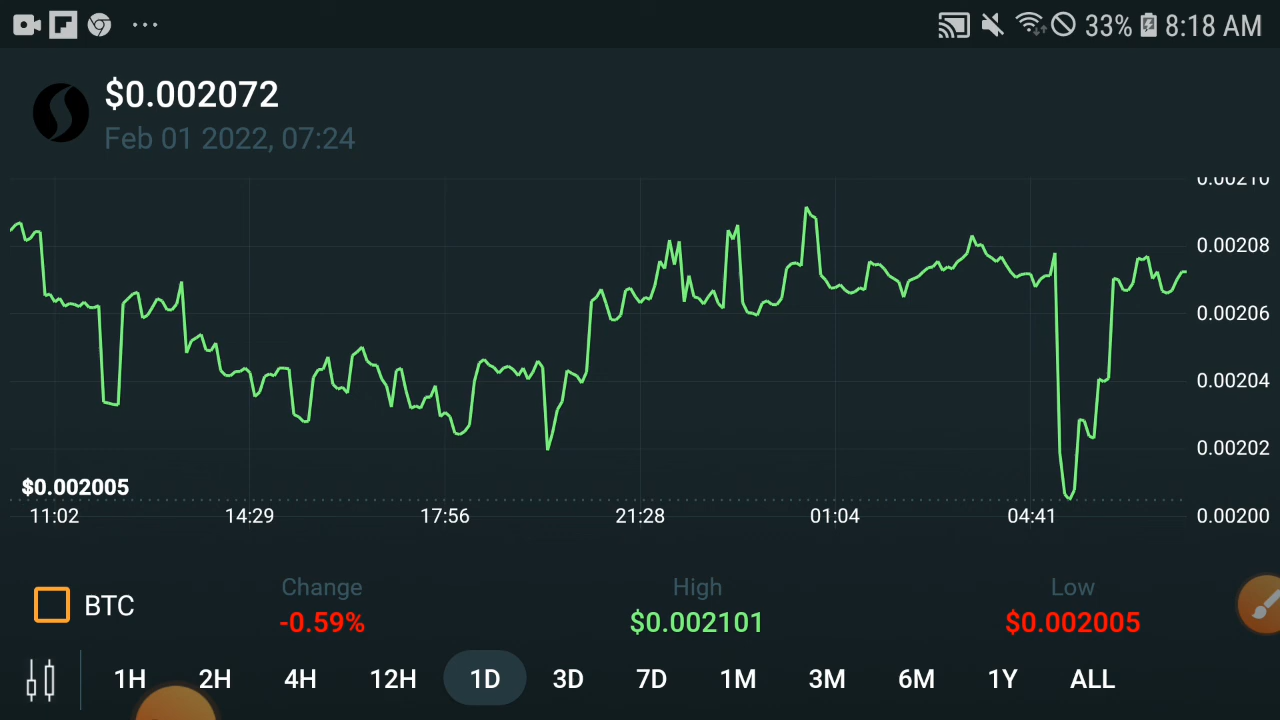 33% 8:18 AM
$0.002072
Feb 01 2022, 07:24
0.00210
0.00208
0.00206
0.00204
0.00202
$0.002005
0.00200
11:02 14:29 17:56 21:28 01:04 04:41
Change High Low
BTC -0.59% $0.002101 $0.002005
1H 2H 4H 12H 1D 3D 7D 1M 3M 6M 1Y ALL